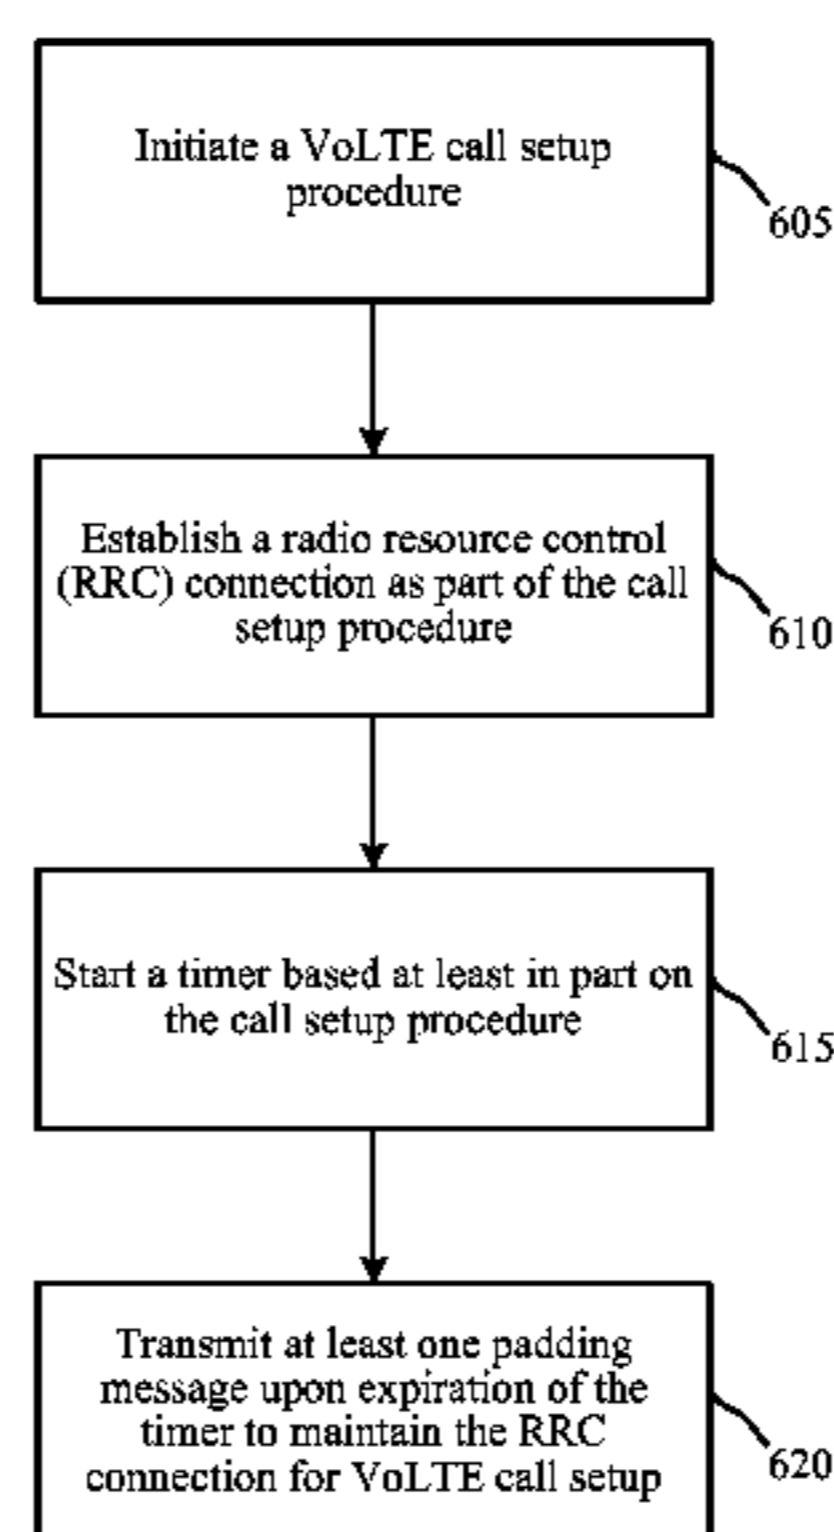 Initiate a VoLTE call setup
procedure
605
Establish a radio resource control
(RRC) connection as part of the call
setup procedure
610
Start a timer based at least in part on
the call setup procedure
615
Transmit at least one padding
message upon expiration of the
timer to maintain the RRC
connection for VoLTE call setup
620